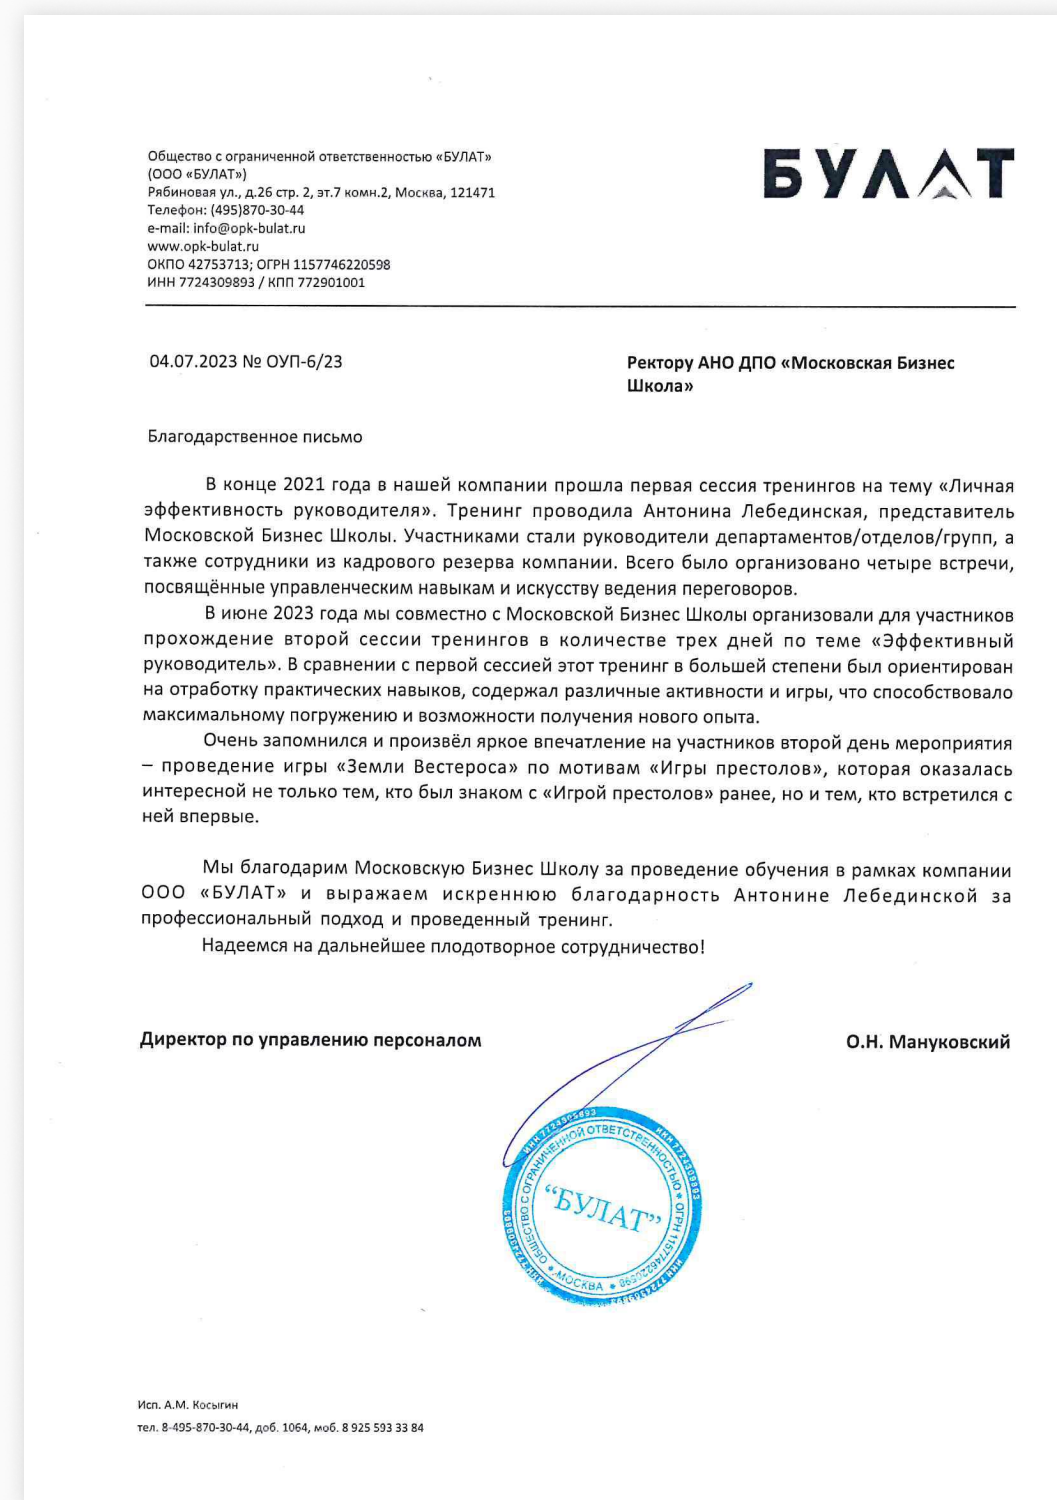 Общество с ограниченной ответственностью «БУЛАТ»
(ООО «БУЛАТ»)
Рябиновая ул., д.26 стр. 2, эт.7 комн.2, Москва, 121471
Телефон: (495)870-30-44
e-mail: info@opk-bulat.ru
www.opk-bulat.ru
ОКПО 42753713; ОГРН 1157746220598
ИНН 7724309893 / КПП 772901001
БУЛАТ
04.07.2023 № ОУП-6/23
Ректору АНО ДПО «Московская Бизнес
Школа»
Благодарственное письмо
В конце 2021 года в нашей компании прошла первая сессия тренингов на тему «Личная
эффективность руководителя». Тренинг проводила Антонина Лебединская, представитель
Московской Бизнес Школы. Участниками стали руководители департаментов/отделов/групп, а
также сотрудники из кадрового резерва компании. Всего было организовано четыре встречи,
посвящённые управленческим навыкам и искусству ведения переговоров.
В июне 2023 года мы совместно с Московской Бизнес Школы организовали для участников
прохождение второй сессии тренингов в количестве трех дней по теме «Эффективный
руководитель». В сравнении с первой сессией этот тренинг в большей степени был ориентирован
на отработку практических навыков, содержал различные активности и игры, что способствовало
максимальному погружению и возможности получения нового опыта.
Очень запомнился и произвёл яркое впечатление на участников второй день мероприятия
– проведение игры «Земли Вестероса» по мотивам «Игры престолов», которая оказалась
интересной не только тем, кто был знаком с «Игрой престолов» ранее, но и тем, кто встретился с
ней впервые.
Мы благодарим Московскую Бизнес Школу за проведение обучения в рамках компании
ООО «БУЛАТ» и выражаем искреннюю благодарность Антонине Лебединской за
профессиональный подход и проведенный тренинг.
Надеемся на дальнейшее плодотворное сотрудничество!
Директор по управлению персоналом
О.Н. Мануковский
ИНН 7724309893
ОБЩЕСТВО С ОГРАНИЧЕННОЙ ОТВЕТСТВЕННОСТЬЮ * ОГРН 1157746220598
* МОСКВА *
"БУЛАТ"
Исп. А.М. Косыгин
тел. 8-495-870-30-44, доб. 1064, моб. 8 925 593 33 84